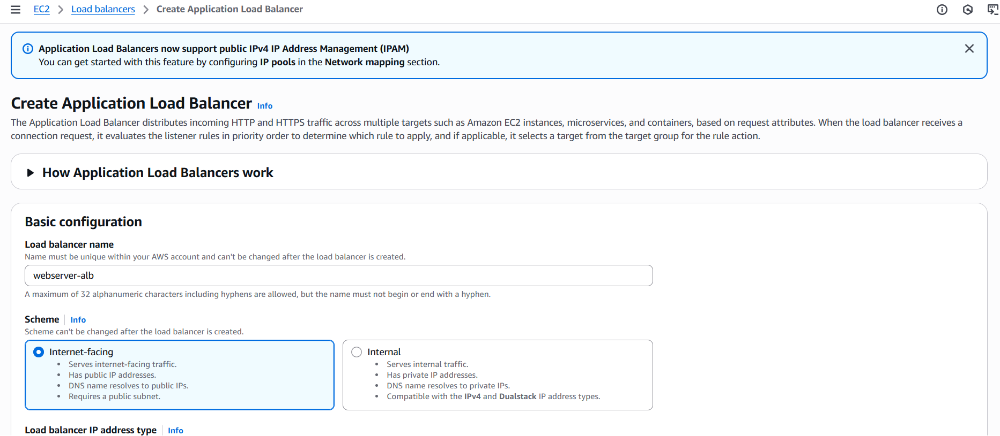 EC2 > Load balancers > Create Application Load Balancer
Application Load Balancers now support public IPv4 IP Address Management (IPAM)
You can get started with this feature by configuring IP pools in the Network mapping section.
Create Application Load Balancer Info
The Application Load Balancer distributes incoming HTTP and HTTPS traffic across multiple targets such as Amazon EC2 instances, microservices, and containers, based on request attributes. When the load balancer receives a
connection request, it evaluates the listener rules in priority order to determine which rule to apply, and if applicable, it selects a target from the target group for the rule action.
How Application Load Balancers work
Basic configuration
Load balancer name
Name must be unique within your AWS account and can't be changed after the load balancer is created.
webserver-alb
A maximum of 32 alphanumeric characters including hyphens are allowed, but the name must not begin or end with a hyphen.
Scheme Info
Scheme can't be changed after the load balancer is created.
Internet-facing
• Serves internet-facing traffic.
• Has public IP addresses.
• DNS name resolves to public IPs.
• Requires a public subnet.
Internal
• Serves internal traffic.
• Has private IP addresses.
• DNS name resolves to private IPs.
• Compatible with the IPv4 and Dualstack IP address types.
Load balancer IP address type Info